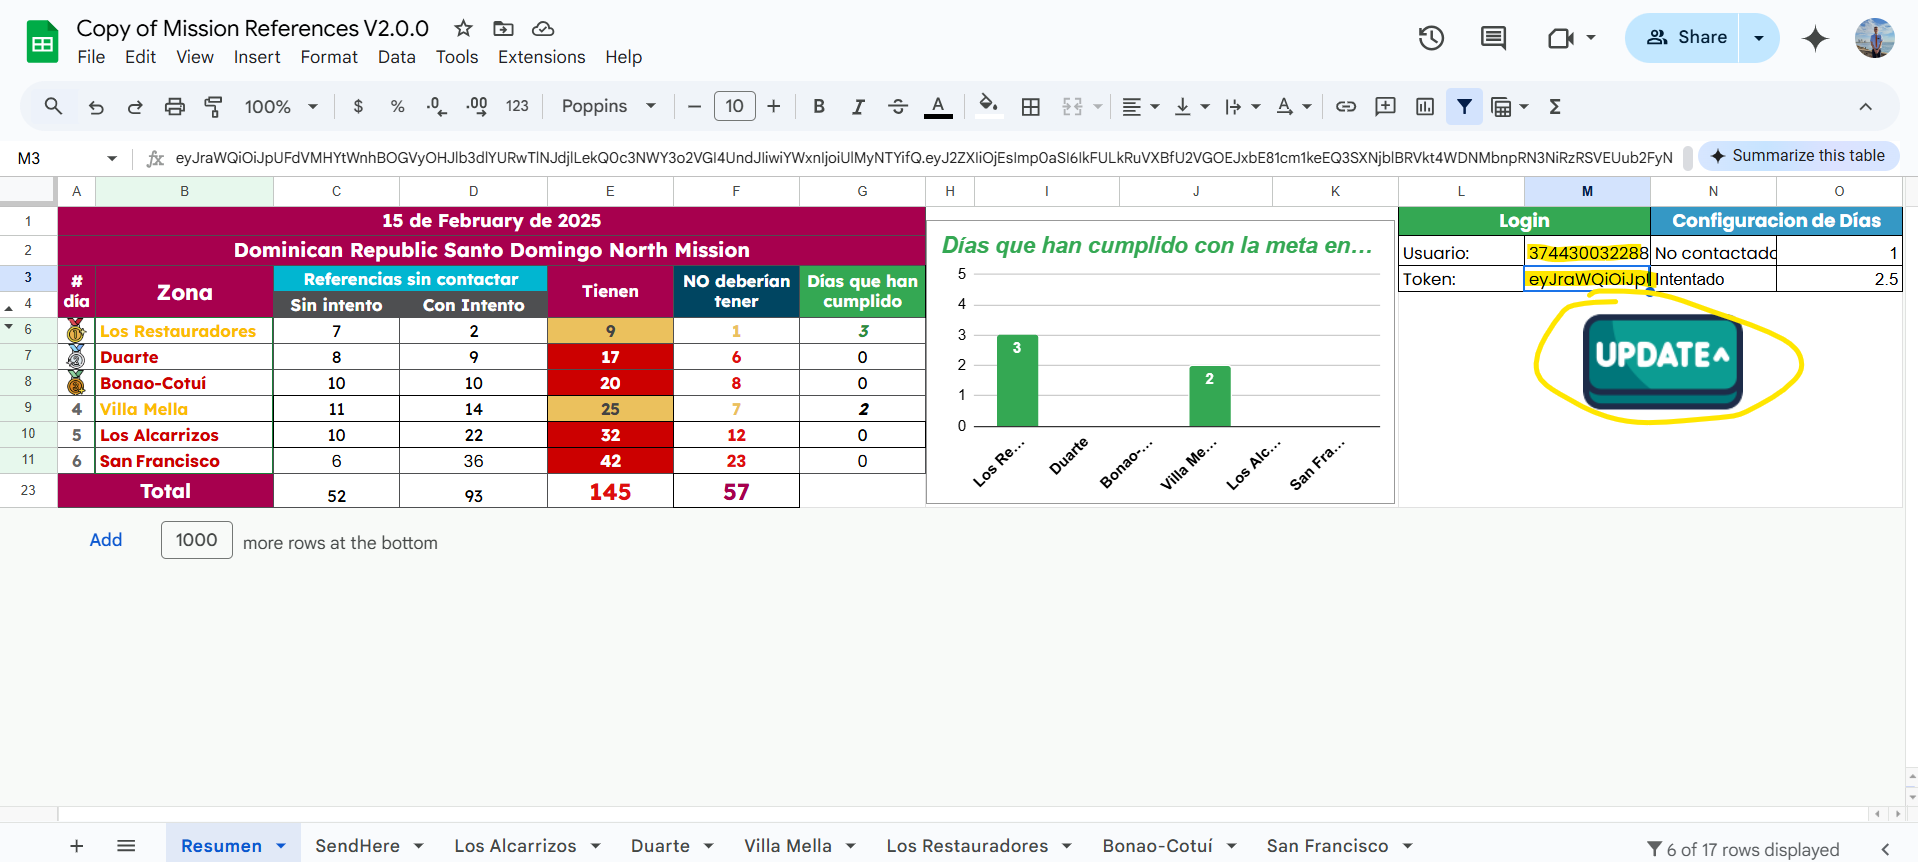 Copy of Mission References V2.0.0
File Edit View Insert Format Data Tools Extensions Help
Share
100% $ % .0 .00 123 Poppins 10 B I A Σ
M3
Summarize this table
A B C D E F G H I J K L M N O
1 15 de February de 2025
2 Dominican Republic Santo Domingo North Mission
3 # día Zona Referencias sin contactar Tienen NO deberían tener Días que han cumplido
4 Sin intento Con Intento
6 Los Restauradores 7 2 9 1 3
7 Duarte 8 9 17 6 0
8 Bonao-Cotuí 10 10 20 8 0
9 4 Villa Mella 11 14 25 7 2
10 5 Los Alcarrizos 10 22 32 12 0
11 6 San Francisco 6 36 42 23 0
23 Total 52 93 145 57
Días que han cumplido con la meta en...
5
4
3
2
1
0
3
2
Los Re... Duarte Bonao-... Villa Me... Los Alc... San Fra...
Login Configuracion de Días
Usuario: 374430032288 No contactado 1
Token: eyJraWQiOiJp Intentado 2.5
UPDATE
Add 1000 more rows at the bottom
Resumen SendHere Los Alcarrizos Duarte Villa Mella Los Restauradores Bonao-Cotuí San Francisco
6 of 17 rows displayed